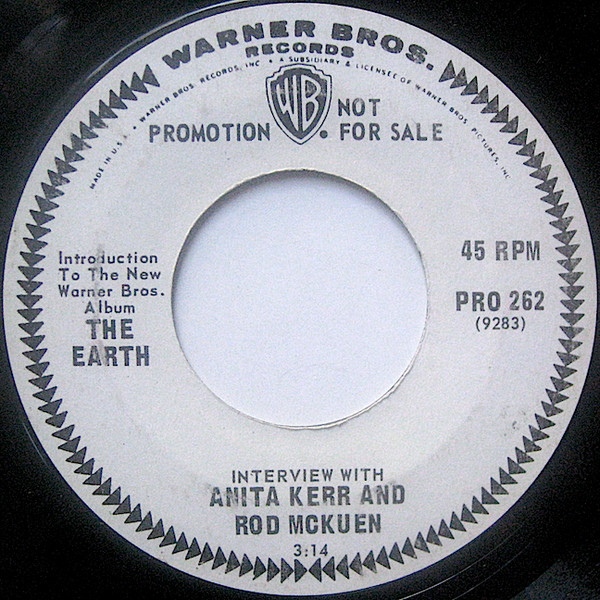 WARNER BROS.
RECORDS
MADE IN U.S. • WARNER BROS. RECORDS, INC. • A SUBSIDIARY & LICENSEE OF WARNER BROS. PICTURES, INC.
WB
PROMOTION NOT
FOR SALE
Introduction
To The New
Warner Bros.
Album
THE
EARTH
45 RPM
PRO 262
(9283)
INTERVIEW WITH
ANITA KERR AND
ROD MCKUEN
3:14